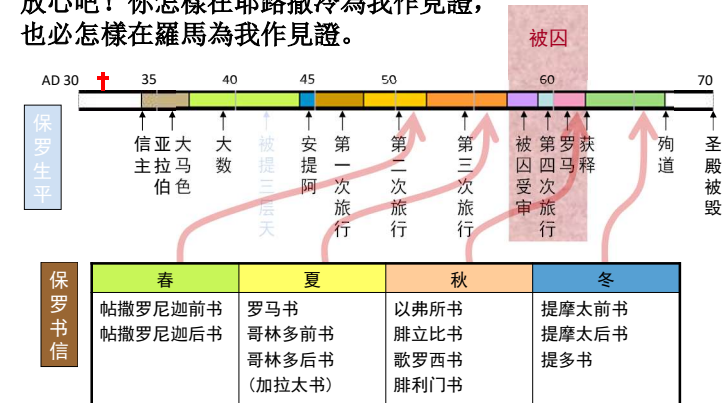 放心吧！你怎樣在耶路撒冷為我作見證，
也必怎樣在羅馬為我作見證。
被囚
AD 30
35
40
45
50
60
70
保罗生平
信主
亚拉伯
大马色
大数
被提三层天
安提阿
第一次旅行
第二次旅行
第三次旅行
被囚受审
第四次旅行
罗马
获释
殉道
圣殿被毁
保罗书信
春
夏
秋
冬
帖撒罗尼迦前书
罗马书
以弗所书
提摩太前书
帖撒罗尼迦后书
哥林多前书
腓立比书
提摩太后书
哥林多后书
歌罗西书
提多书
(加拉太书)
腓利门书